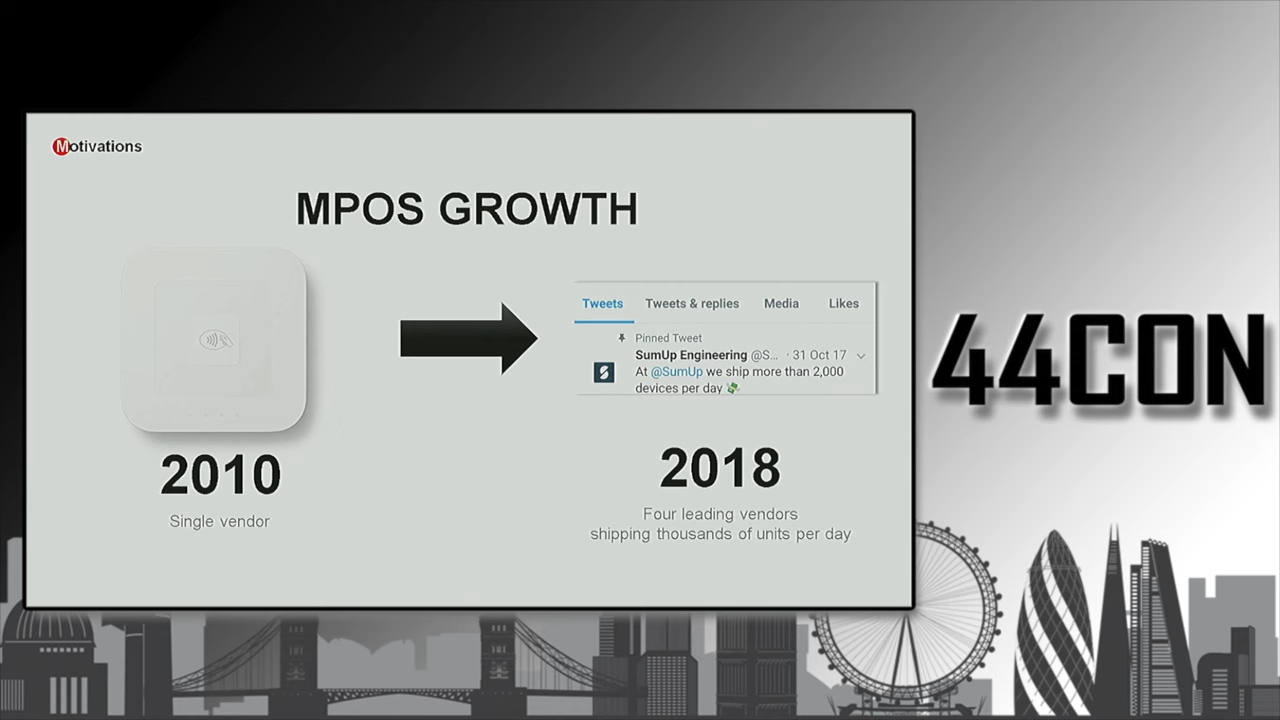 Motivations
MPOS GROWTH
Tweets Tweets & replies Media Likes
Pinned Tweet
SumUp Engineering @S... · 31 Oct 17
At @SumUp we ship more than 2,000
devices per day 💸
2010
Single vendor
2018
Four leading vendors
shipping thousands of units per day
44CON